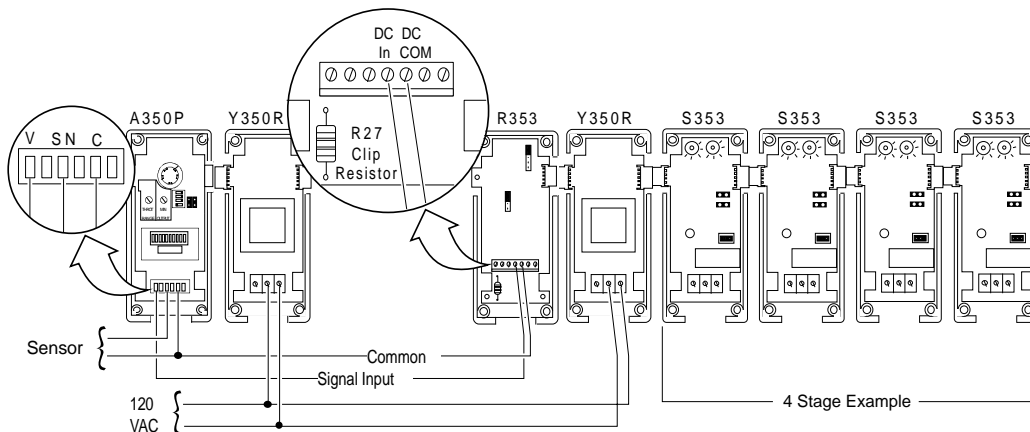 DC DC
In COM
R27
Clip
Resistor
V SN C
A350P
Y350R
R353
Y350R
S353
S353
S353
S353
Sensor
Common
Signal Input
120
VAC
4 Stage Example